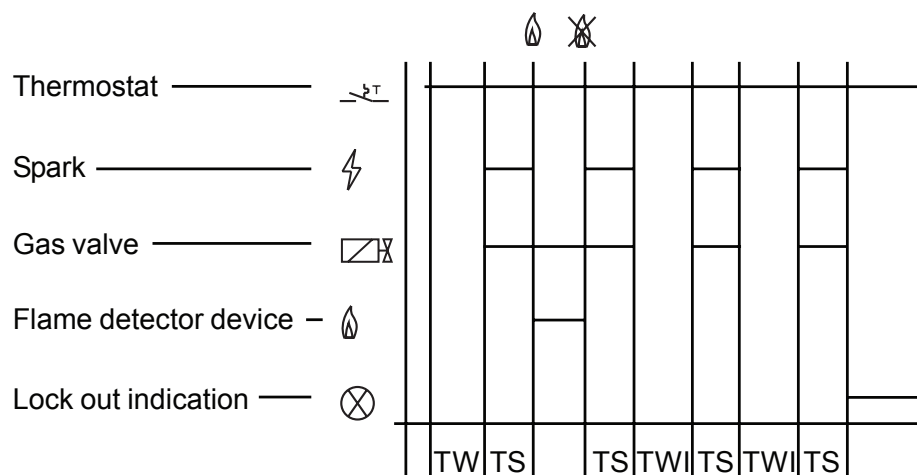 Thermostat
T
Spark
Gas valve
Flame detector device
Lock out indication
TW TS TS TWI TS TWI TS